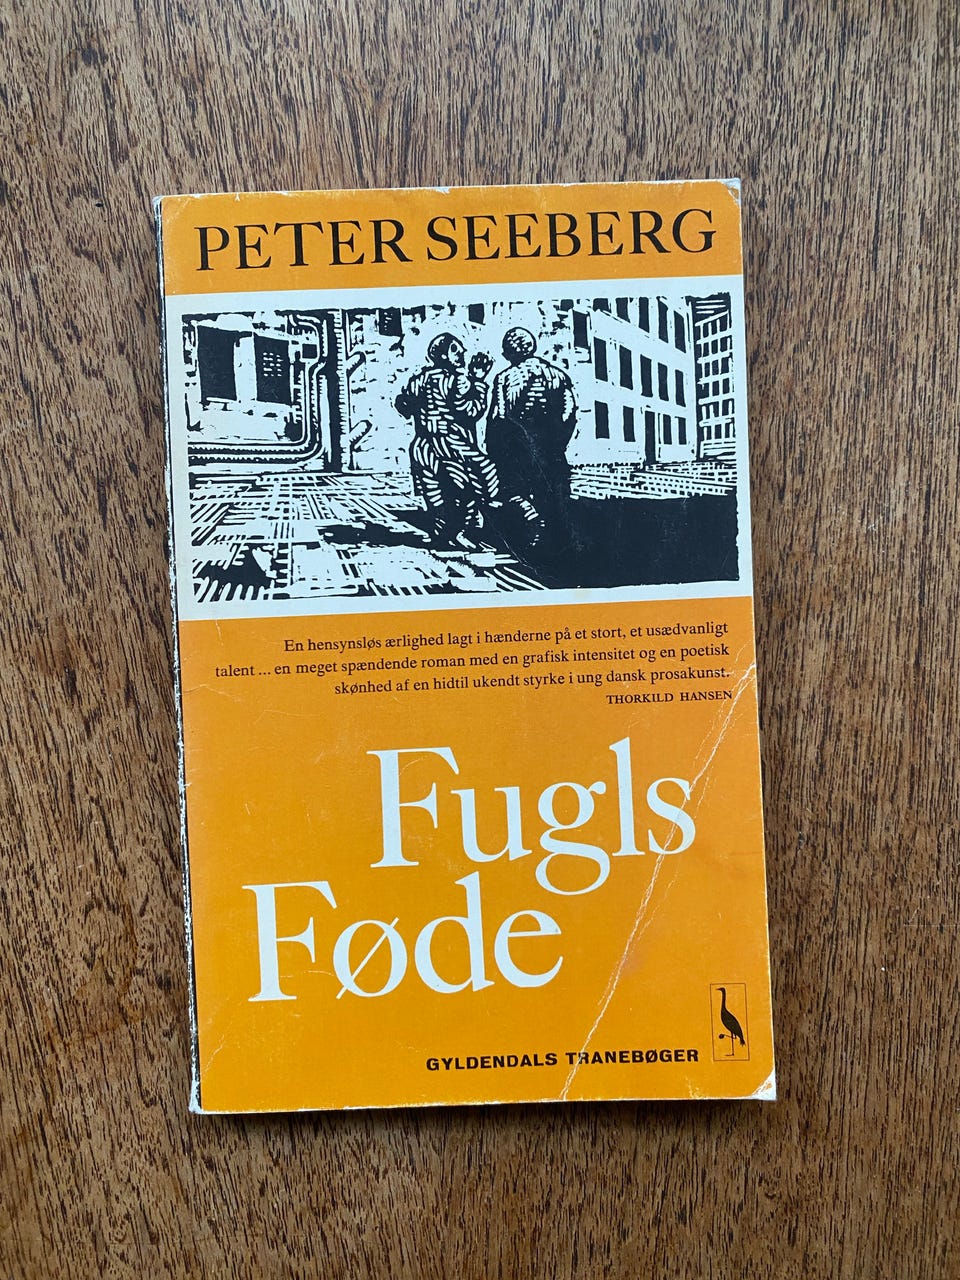 PETER SEEBERG
En hensynsløs ærlighed lagt i hænderne på et stort, et usædvanligt
talent ... en meget spændende roman med en grafisk intensitet og en poetisk
skønhed af en hidtil ukendt styrke i ung dansk prosakunst.
THORKILD HANSEN
Fugls
Føde
GYLDENDALS TRANEBØGER